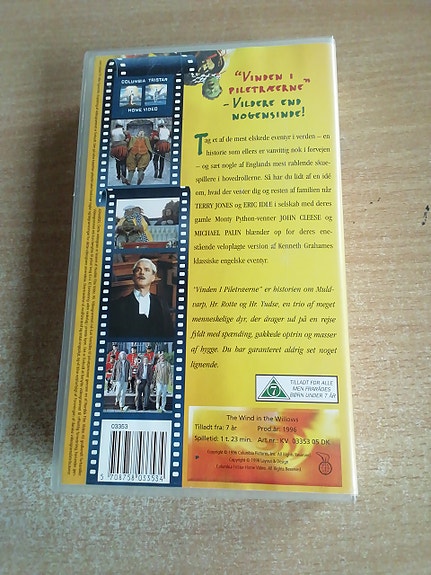 COLUMBIA TRISTAR
HOME VIDEO
"VINDEN I
PILETRÆERNE"
- VILDERE END
NOGENSINDE!
Tag et af de mest elskede eventyr i verden – en
historie som ellers er vanvittig nok i forvejen
– og sæt nogle af Englands mest rablende skue-
spillere i hovedrollerne. Så har du lidt af en idé
om, hvad der venter dig og resten af familien når
TERRY JONES og ERIC IDLE i selskab med deres
gamle Monty Python-venner JOHN CLEESE og
MICHAEL PALIN blænder op for deres ene-
stående veloplagte version af Kenneth Grahames
klassiske engelske eventyr.
"Vinden I Piletræerne" er historien om Muld-
varp, Hr. Rotte og Hr. Tudse, en trio af meget
menneskelige dyr, der drager ud på en rejse
fyldt med spænding, gakkede optrin og masser
af hygge. Du har garanteret aldrig set noget
lignende.
7
TILLADT FOR ALLE
MEN FRARÅDES
BØRN UNDER 7 ÅR
The Wind in the Willows
Tilladt fra: 7 år Prod.år: 1996
Spilletid: 1 t. 23 min. Art.nr.: KV 03353 05 DK
03353
5 708758 033534